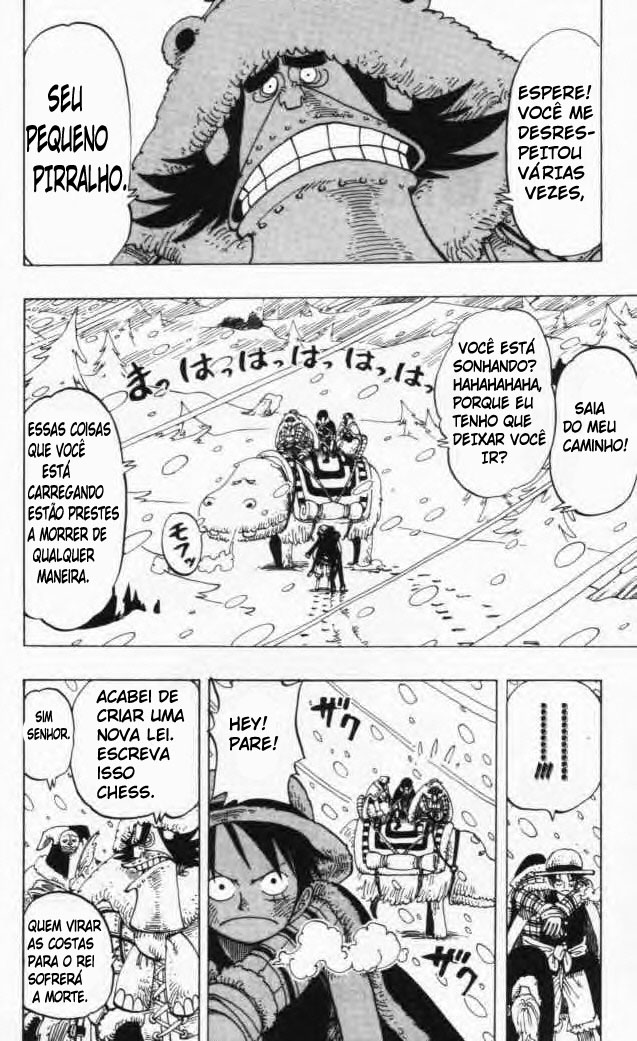 ESPERE!
VOCÊ ME
DESRES-
PEITOU
VÁRIAS
VEZES,
SEU
PEQUENO
PIRRALHO.
SAIA
DO MEU
CAMINHO!
VOCÊ ESTÁ
SONHANDO?
HAHAHAHAHA,
PORQUE EU
TENHO QUE
DEIXAR VOCÊ
IR?
まっはっはっはっはっはっ
ESSAS COISAS
QUE VOCÊ
ESTÁ
CARREGANDO
ESTÃO PRESTES
A MORRER DE
QUALQUER
MANEIRA.
モフッ
!!!
ザク
HEY!
PARE!
ザク
ACABEI DE
CRIAR UMA
NOVA LEI.
ESCREVA
ISSO
CHESS.
SIM
SENHOR.
QUEM VIRAR
AS COSTAS
PARA O REI
SOFRERÁ
A MORTE.